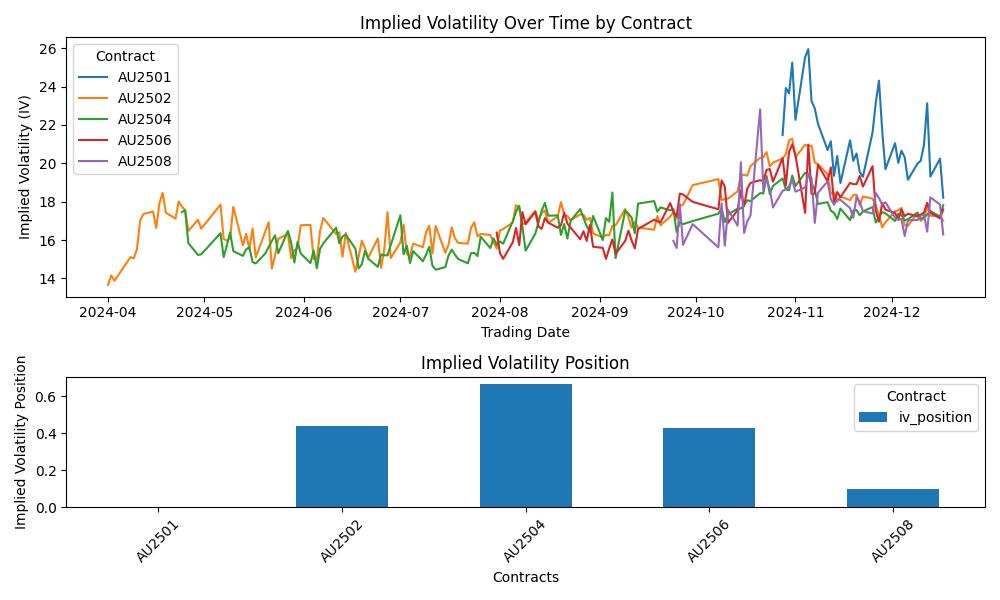 Implied Volatility Over Time by Contract
Implied Volatility (IV)
26
24
22
20
18
16
14
Contract
AU2501
AU2502
AU2504
AU2506
AU2508
2024-04 2024-05 2024-06 2024-07 2024-08 2024-09 2024-10 2024-11 2024-12
Trading Date
Implied Volatility Position
Implied Volatility Position
0.6
0.4
0.2
0.0
Contract
iv_position
AU2501 AU2502 AU2504 AU2506 AU2508
Contracts